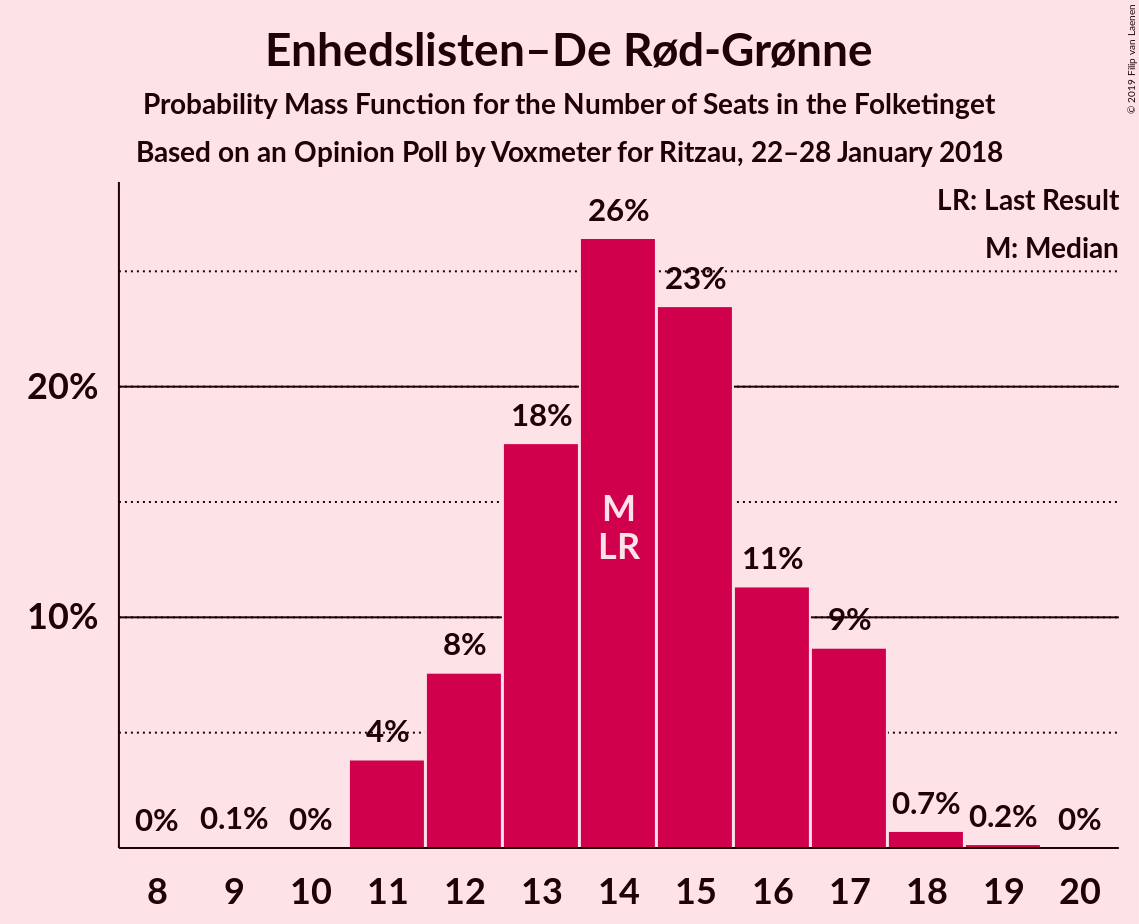 Enhedslisten–De Rød-Grønne
Probability Mass Function for the Number of Seats in the Folketinget
Based on an Opinion Poll by Voxmeter for Ritzau, 22–28 January 2018
© 2019 Filip van Laenen
LR: Last Result
M: Median
26%
23%
20%
18%
M
LR
11%
10%
9%
8%
4%
0%
0.1%
0%
0.7%
0.2%
0%
8 9 10 11 12 13 14 15 16 17 18 19 20